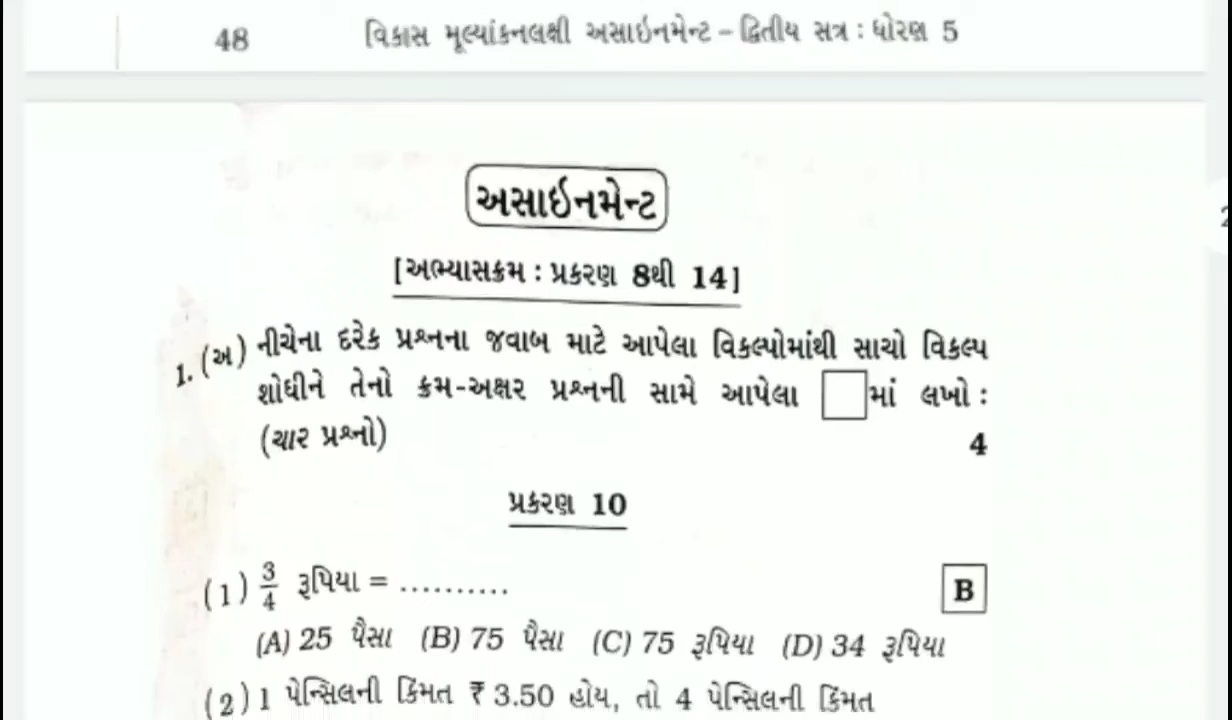 48 વિકાસ મૂલ્યાંકનલક્ષી અસાઇનમેન્ટ – દ્વિતીય સત્ર : ધોરણ 5
અસાઇનમેન્ટ
[અભ્યાસક્રમ : પ્રકરણ 8થી 14]
1. (અ) નીચેના દરેક પ્રશ્નના જવાબ માટે આપેલા વિકલ્પોમાંથી સાચો વિકલ્પ
શોધીને તેનો ક્રમ-અક્ષર પ્રશ્નની સામે આપેલા □માં લખો :
(ચાર પ્રશ્નો) 4
પ્રકરણ 10
(1) 3/4 રૂપિયા = .......... B
(A) 25 પૈસા (B) 75 પૈસા (C) 75 રૂપિયા (D) 34 રૂપિયા
(2) 1 પેન્સિલની કિંમત ₹ 3.50 હોય, તો 4 પેન્સિલની કિંમત